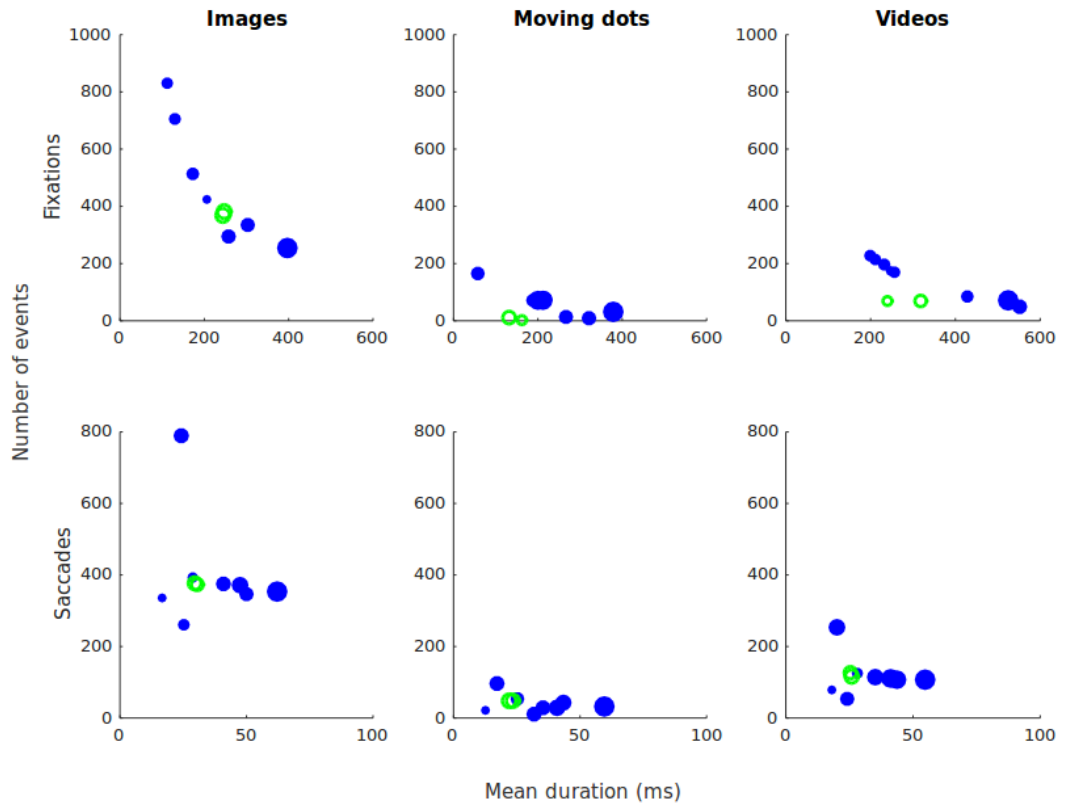 Images Moving dots Videos
1000 1000 1000
800 800 800
600 600 600
400 400 400
200 200 200
0 0 0
0 200 400 600 0 200 400 600 0 200 400 600
Fixations
Number of events
800 800 800
600 600 600
400 400 400
200 200 200
0 0 0
0 50 100 0 50 100 0 50 100
Saccades
Mean duration (ms)